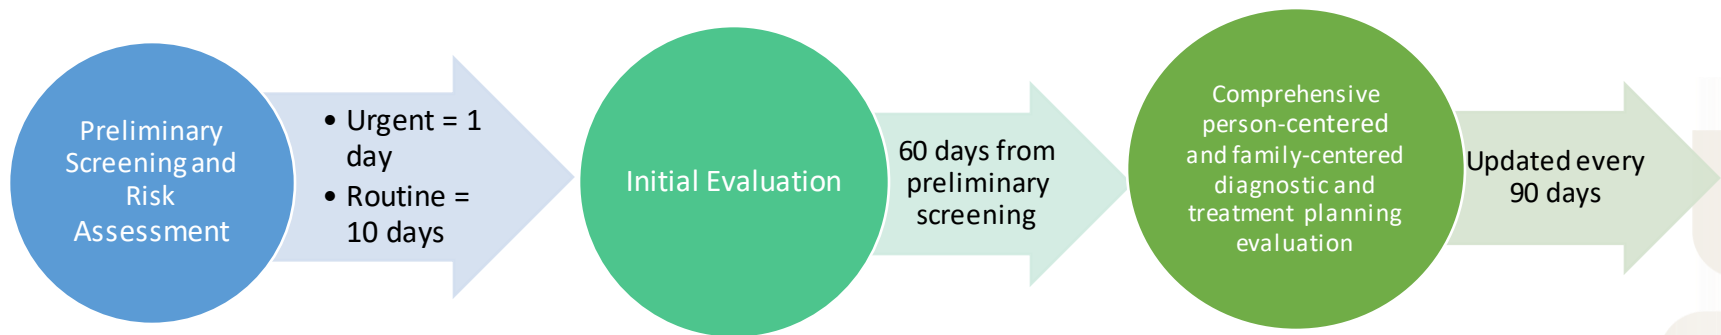 Preliminary
Screening and
Risk
Assessment
• Urgent = 1
day
• Routine =
10 days
Initial Evaluation
60 days from
preliminary
screening
Comprehensive
person-centered
and family-centered
diagnostic and
treatment planning
evaluation
Updated every
90 days